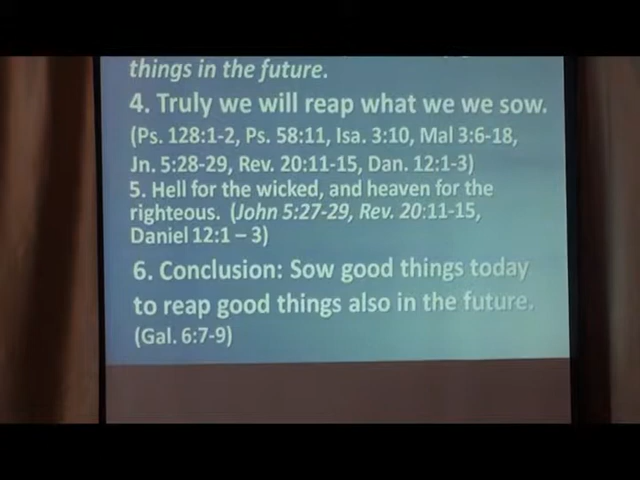 things in the future.
4. Truly we will reap what we we sow.
(Ps. 128:1-2, Ps. 58:11, Isa. 3:10, Mal 3:6-18,
Jn. 5:28-29, Rev. 20:11-15, Dan. 12:1-3)
5. Hell for the wicked, and heaven for the
righteous. (John 5:27-29, Rev. 20:11-15,
Daniel 12:1 – 3)
6. Conclusion: Sow good things today
to reap good things also in the future.
(Gal. 6:7-9)